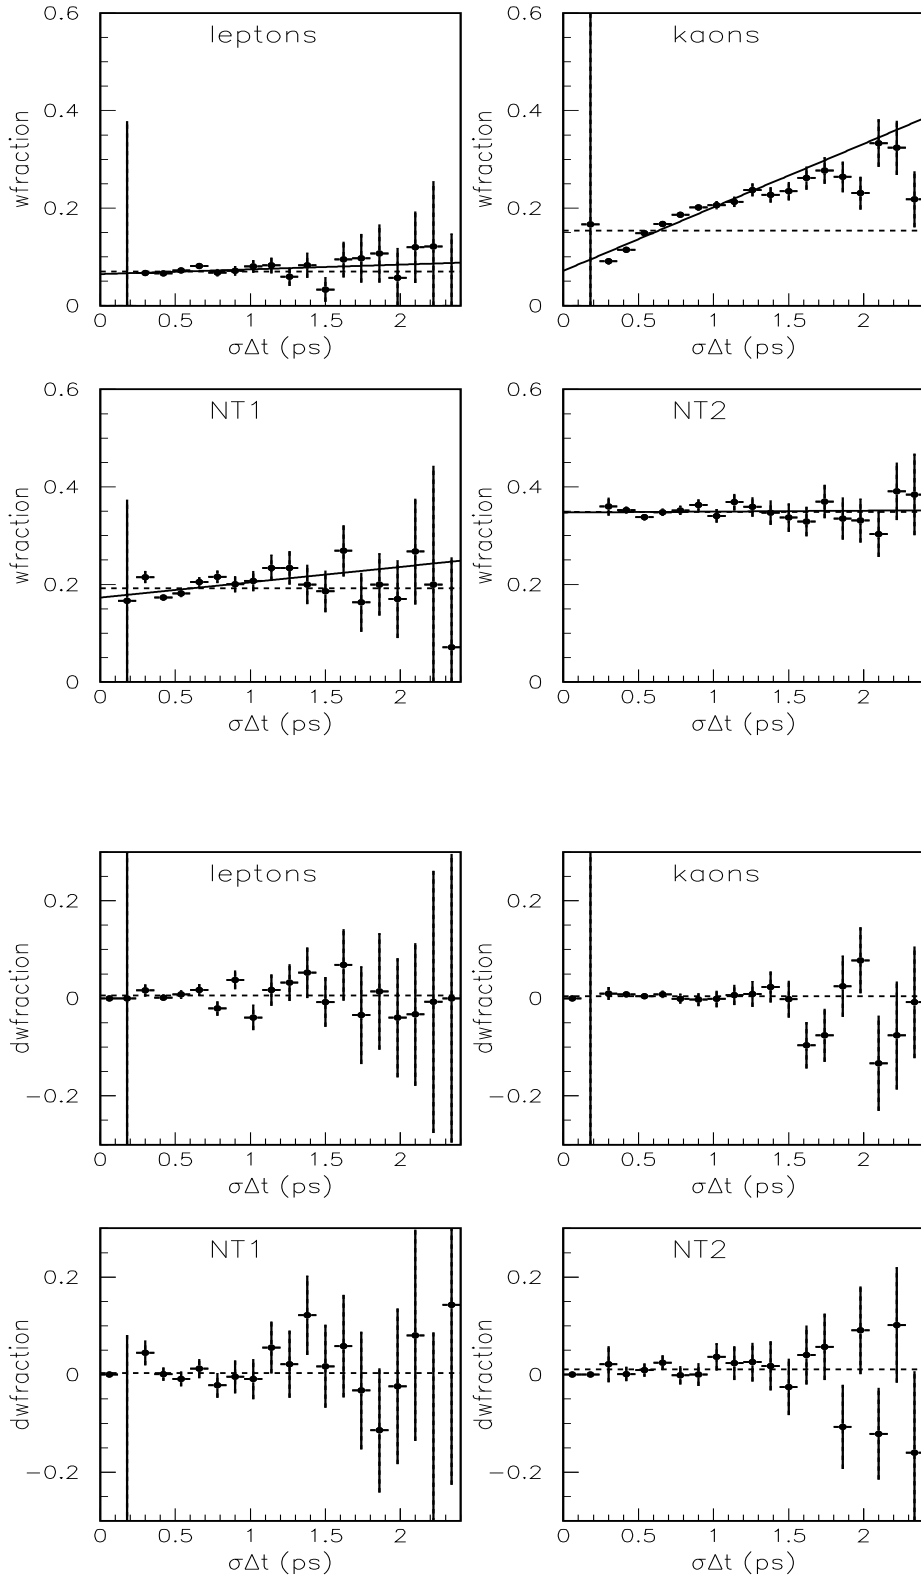 leptons
wfraction
0.6
0.4
0.2
0
0 0.5 1 1.5 2
σΔt (ps)
kaons
wfraction
0.6
0.4
0.2
0
0 0.5 1 1.5 2
σΔt (ps)
NT1
wfraction
0.6
0.4
0.2
0
0 0.5 1 1.5 2
σΔt (ps)
NT2
wfraction
0.6
0.4
0.2
0
0 0.5 1 1.5 2
σΔt (ps)
leptons
dwfraction
0.2
0
−0.2
0 0.5 1 1.5 2
σΔt (ps)
kaons
dwfraction
0.2
0
−0.2
0 0.5 1 1.5 2
σΔt (ps)
NT1
dwfraction
0.2
0
−0.2
0 0.5 1 1.5 2
σΔt (ps)
NT2
dwfraction
0.2
0
−0.2
0 0.5 1 1.5 2
σΔt (ps)